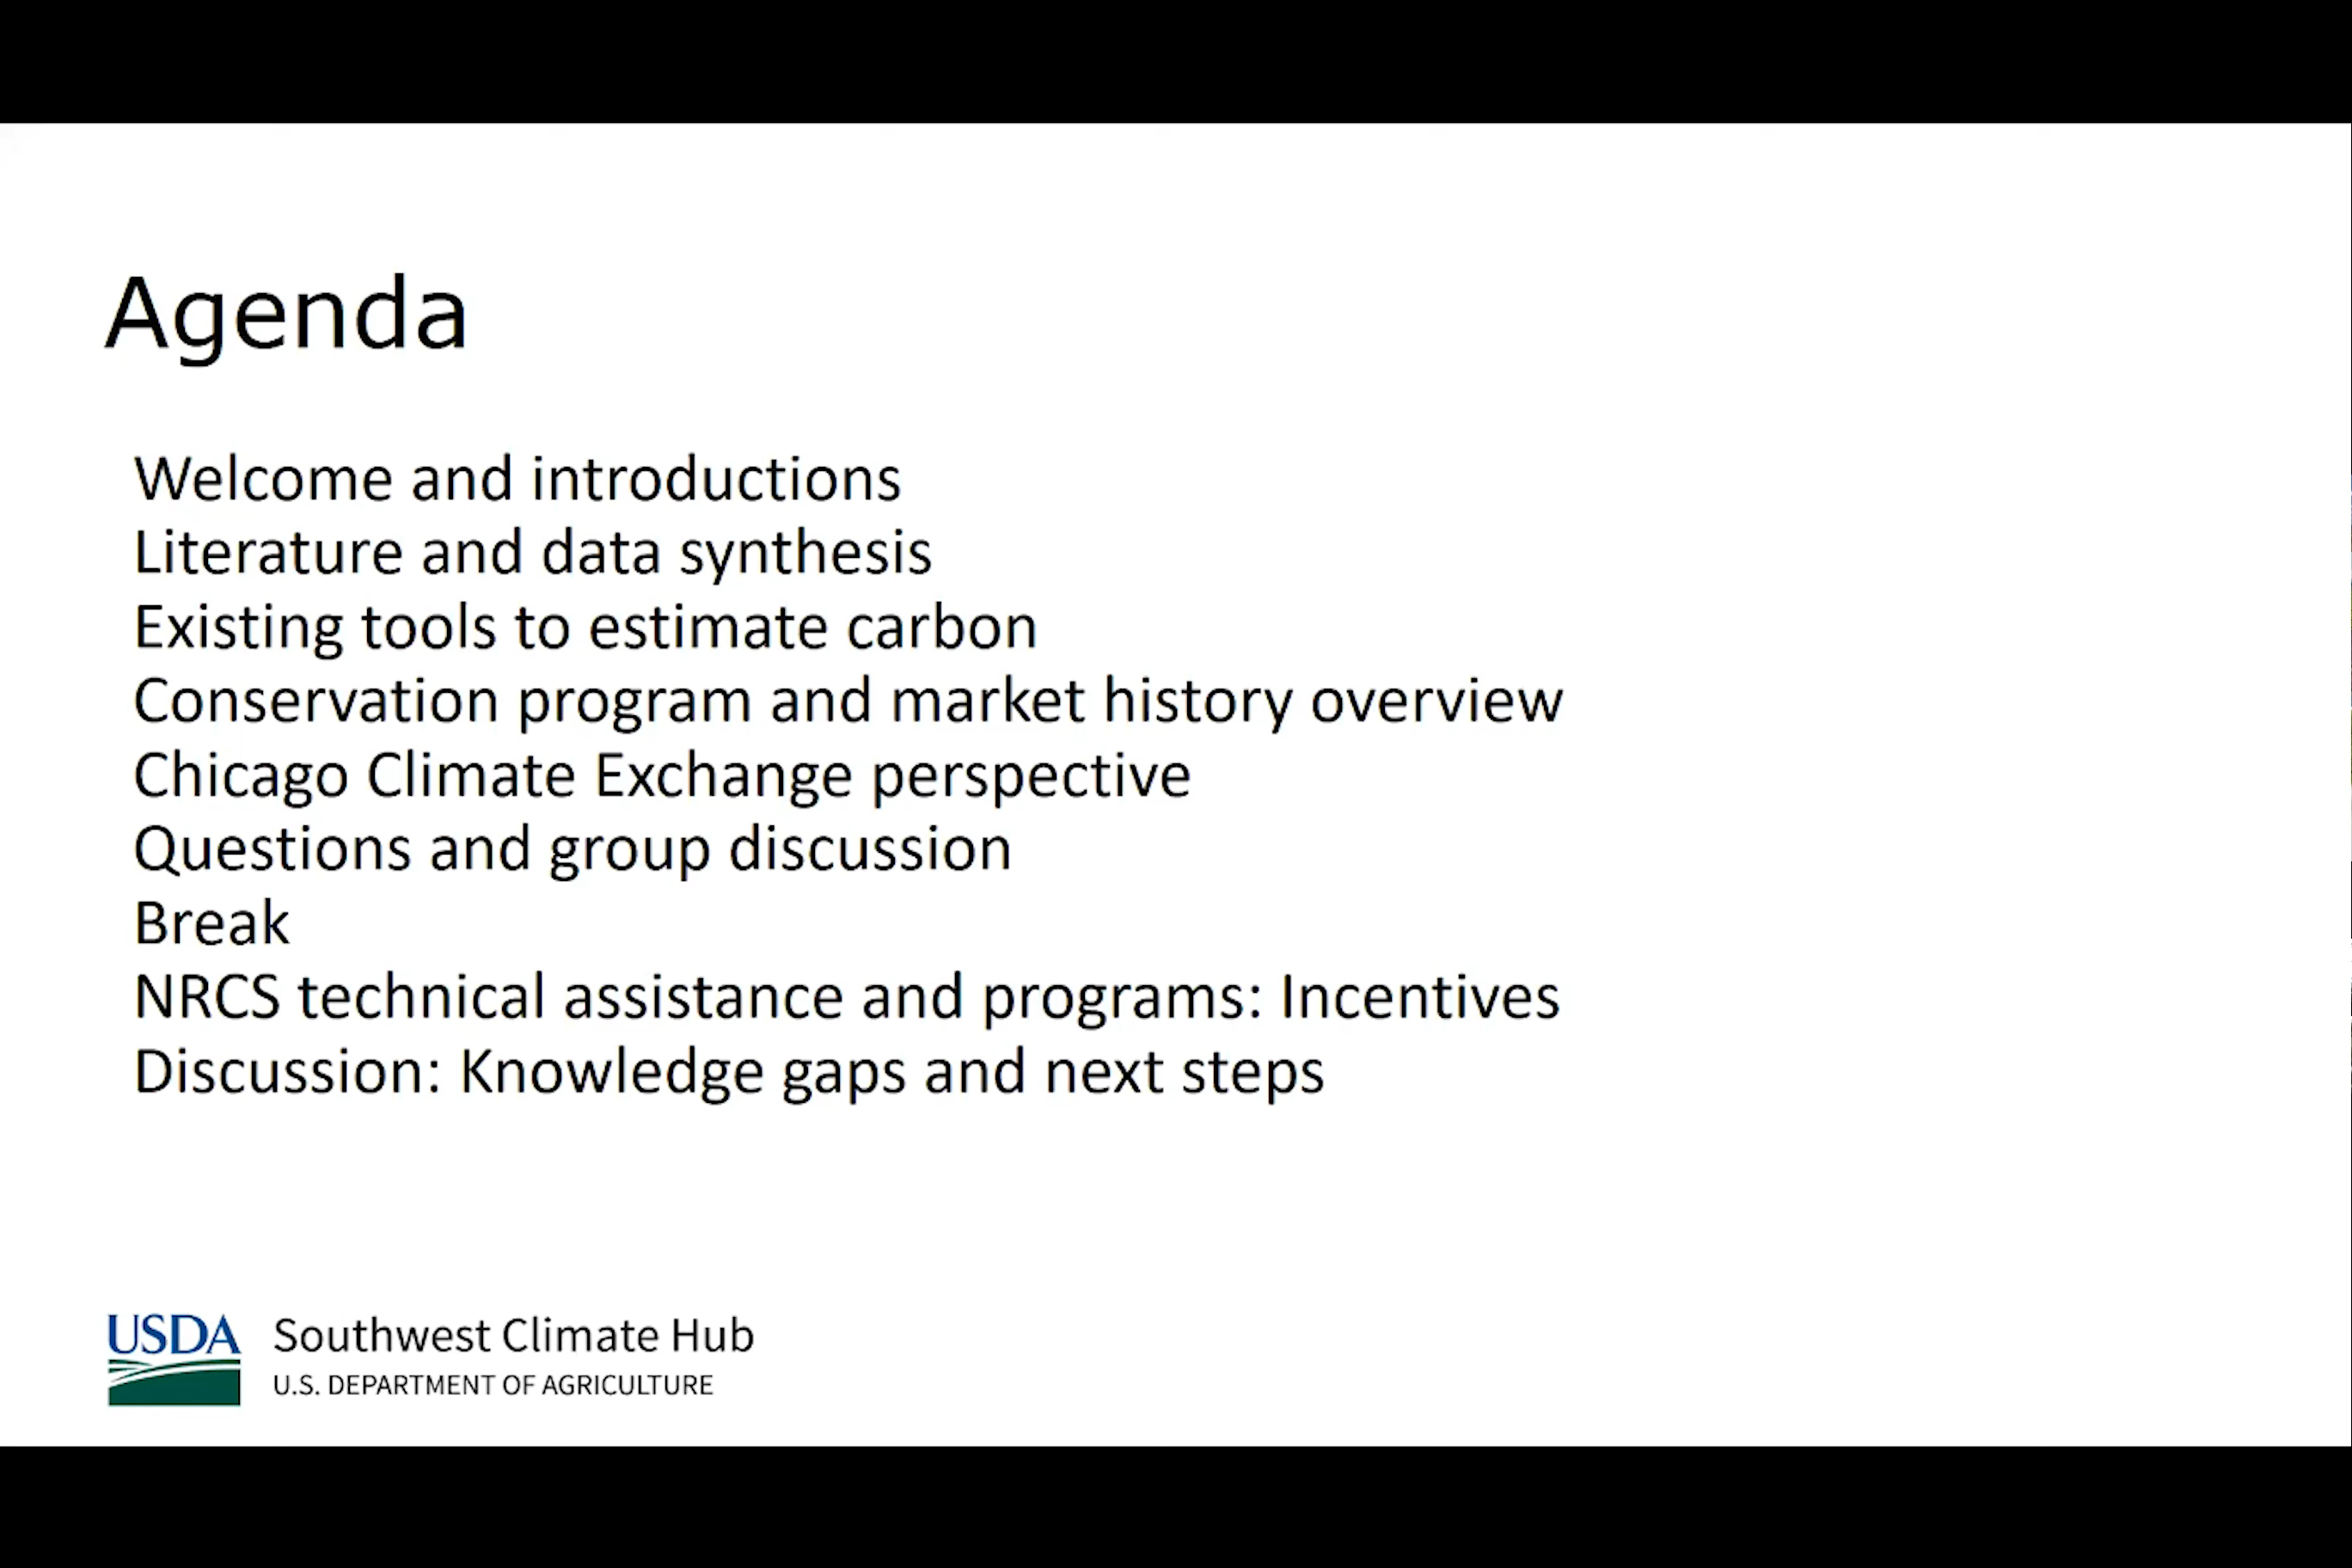 Agenda
Welcome and introductions
Literature and data synthesis
Existing tools to estimate carbon
Conservation program and market history overview
Chicago Climate Exchange perspective
Questions and group discussion
Break
NRCS technical assistance and programs: Incentives
Discussion: Knowledge gaps and next steps
USDA
Southwest Climate Hub
U.S. DEPARTMENT OF AGRICULTURE